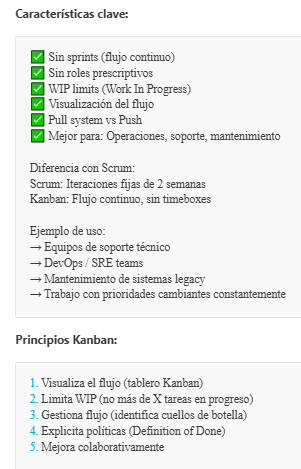 Características clave:
✅ Sin sprints (flujo continuo)
✅ Sin roles prescriptivos
✅ WIP limits (Work In Progress)
✅ Visualización del flujo
✅ Pull system vs Push
✅ Mejor para: Operaciones, soporte, mantenimiento
Diferencia con Scrum:
Scrum: Iteraciones fijas de 2 semanas
Kanban: Flujo continuo, sin timeboxes
Ejemplo de uso:
→ Equipos de soporte técnico
→ DevOps / SRE teams
→ Mantenimiento de sistemas legacy
→ Trabajo con prioridades cambiantes constantemente
Principios Kanban:
1. Visualiza el flujo (tablero Kanban)
2. Limita WIP (no más de X tareas en progreso)
3. Gestiona flujo (identifica cuellos de botella)
4. Explicita políticas (Definition of Done)
5. Mejora colaborativamente